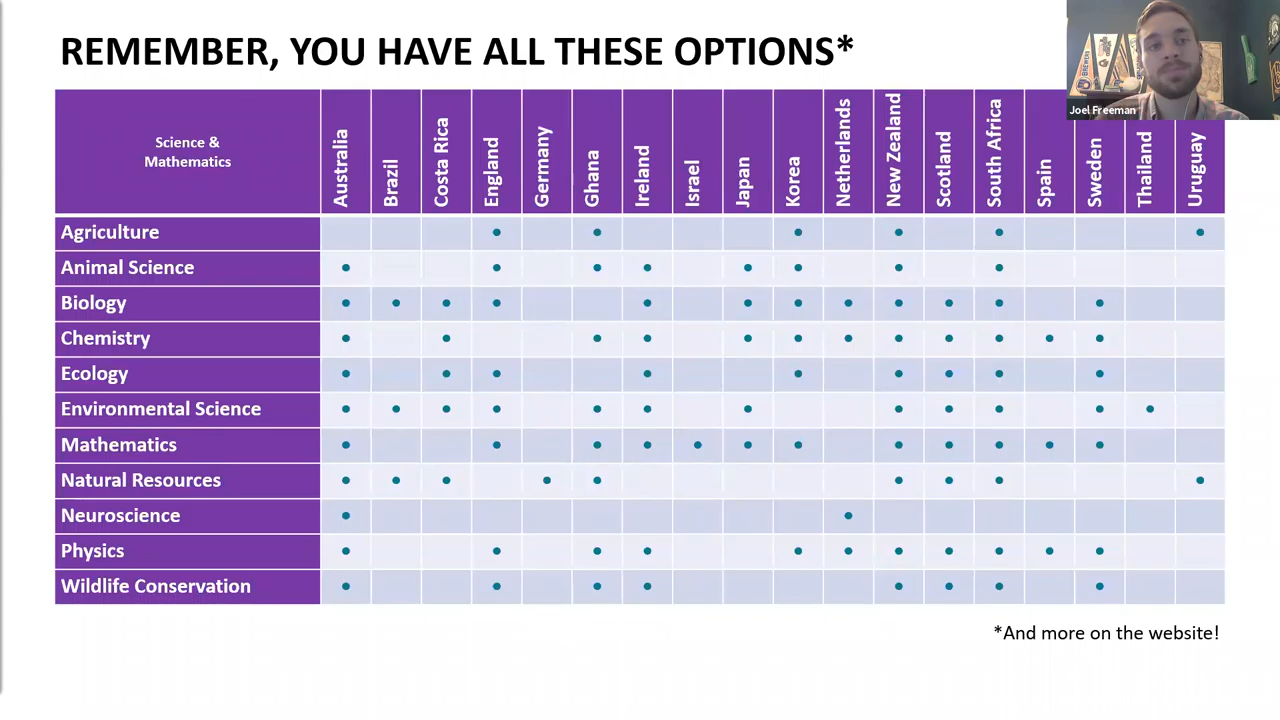 REMEMBER, YOU HAVE ALL THESE OPTIONS*
Joel Freeman
Science &
Mathematics
Australia
Brazil
Costa Rica
England
Germany
Ghana
Ireland
Israel
Japan
Korea
Netherlands
New Zealand
Scotland
South Africa
Spain
Sweden
Thailand
Uruguay
Agriculture
Animal Science
Biology
Chemistry
Ecology
Environmental Science
Mathematics
Natural Resources
Neuroscience
Physics
Wildlife Conservation
*And more on the website!